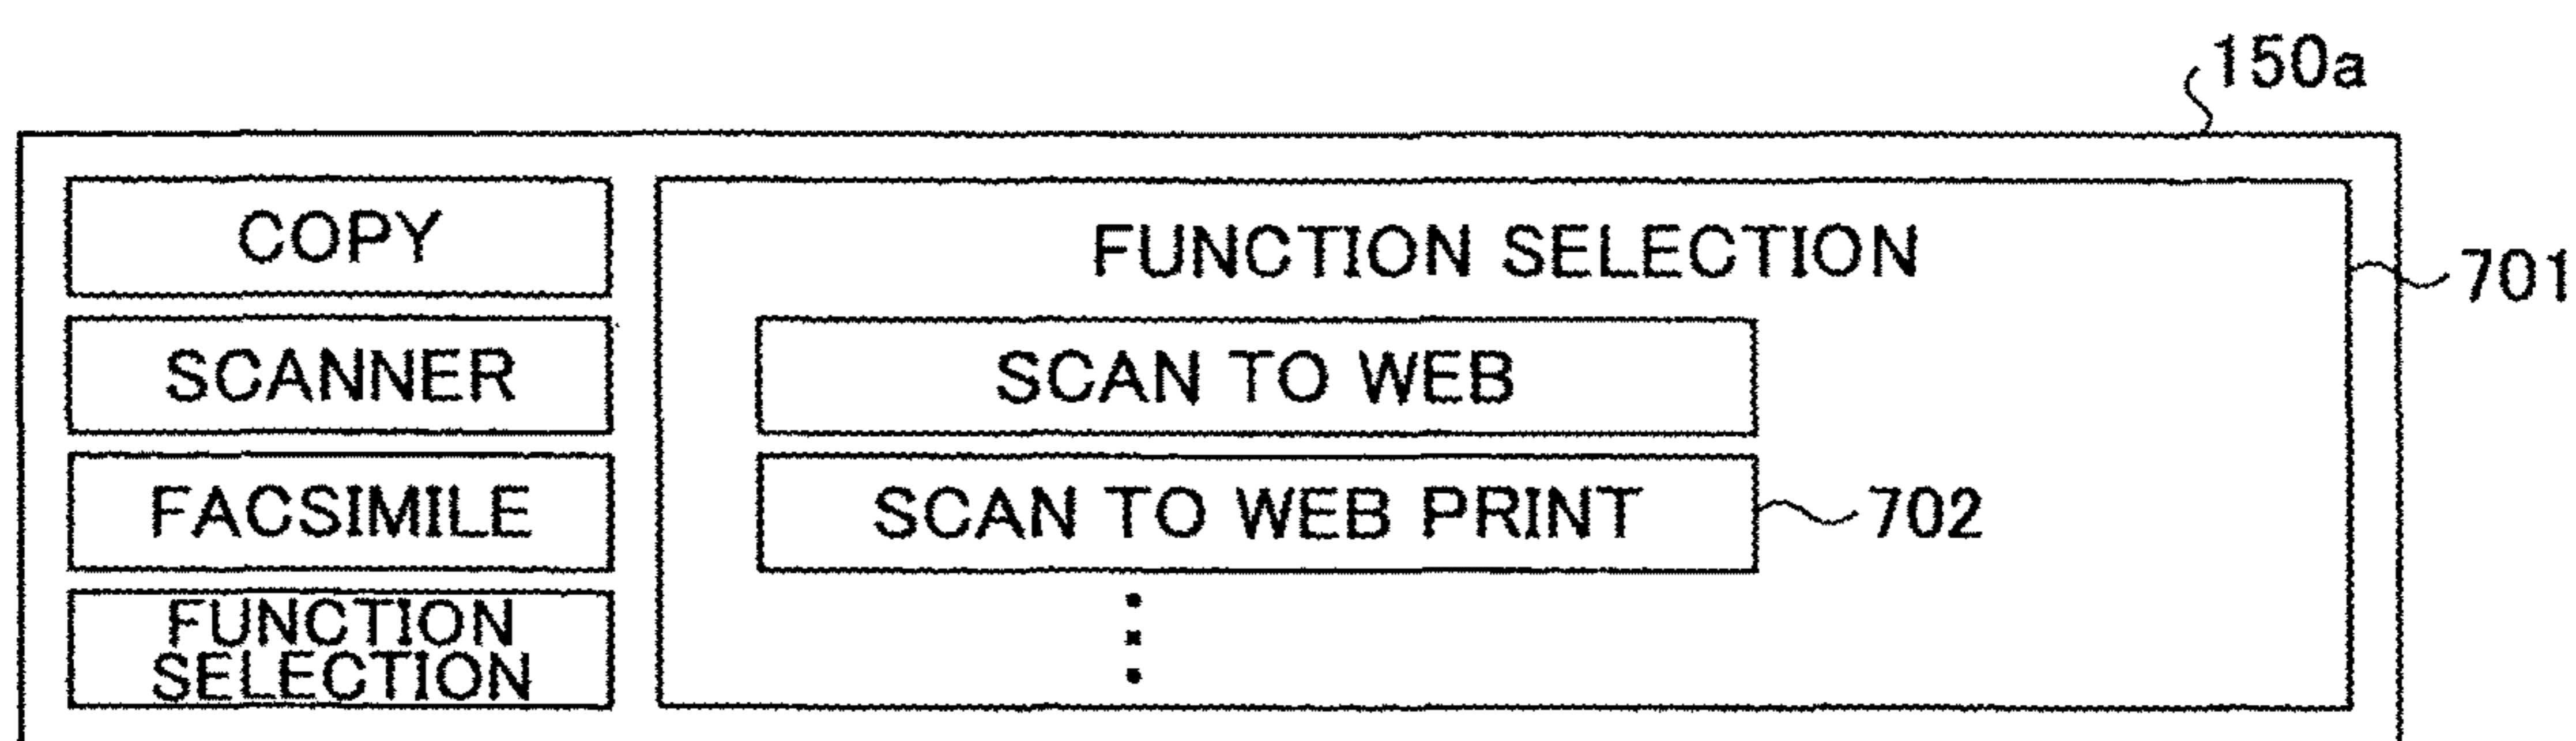 150a
COPY
SCANNER
FACSIMILE
FUNCTION
SELECTION
FUNCTION SELECTION
701
SCAN TO WEB
SCAN TO WEB PRINT
702